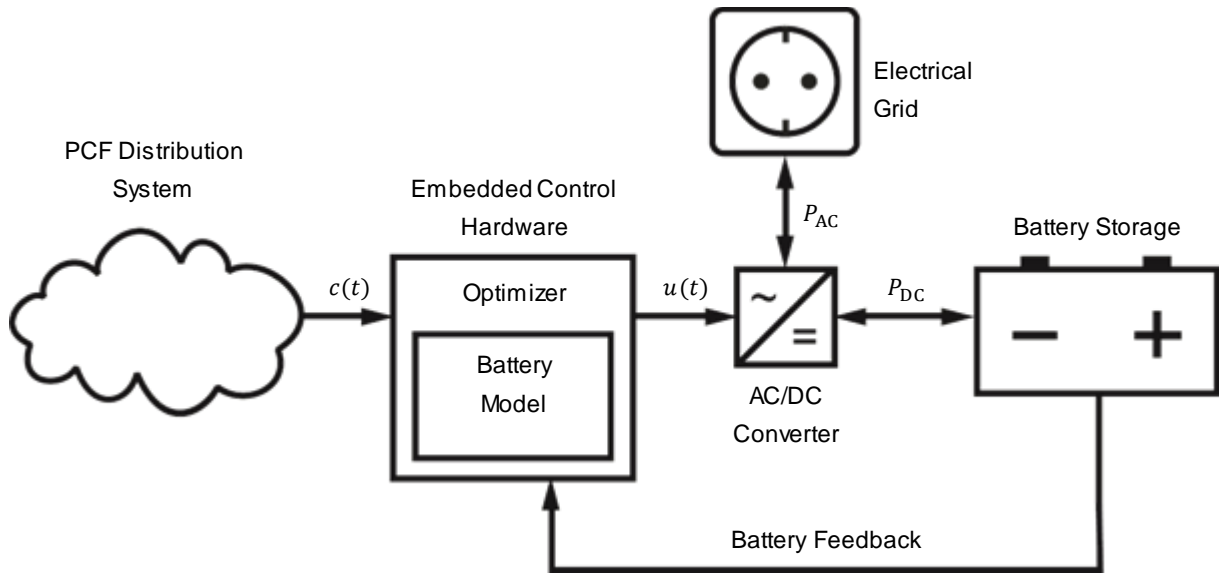 Electrical
Grid
PCF Distribution
System
Embedded Control
Hardware
P_AC
Battery Storage
c(t)
Optimizer
u(t)
~
=
P_DC
− +
Battery
Model
AC/DC
Converter
Battery Feedback